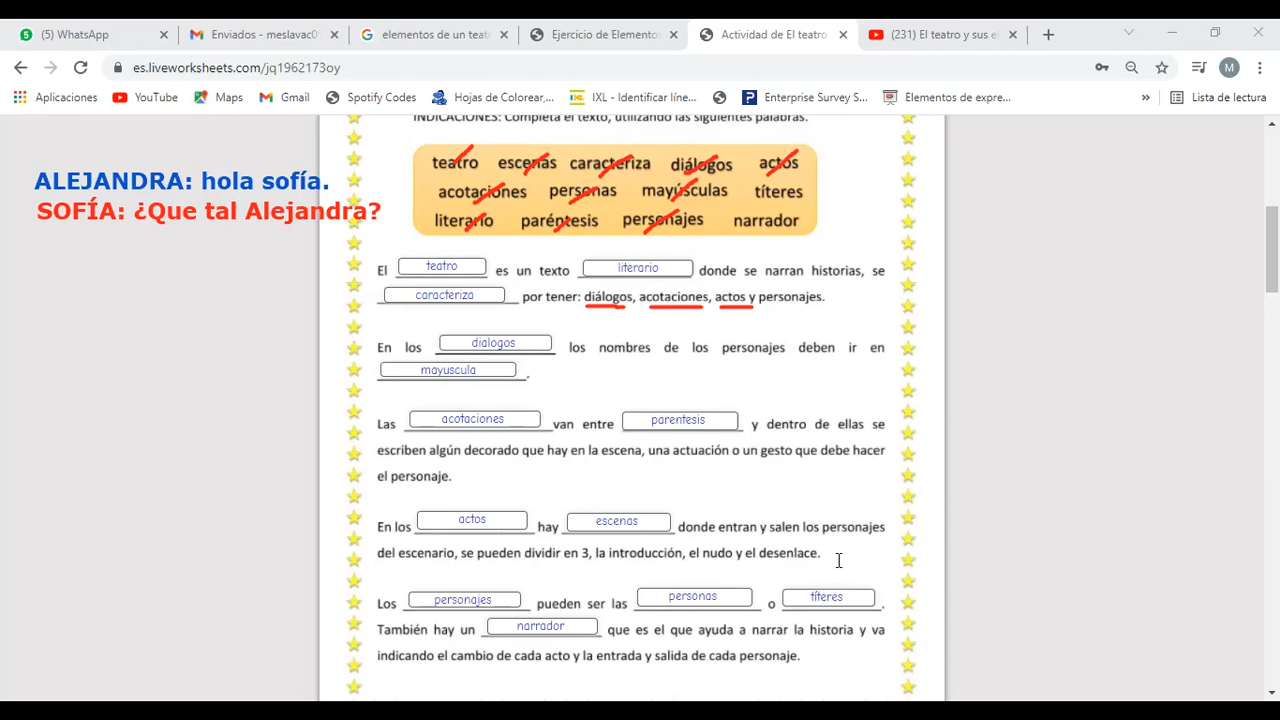 (5) WhatsApp
Enviados - meslavac0
elementos de un teat
Ejercicio de Elemento
Actividad de El teatro
(231) El teatro y sus el
es.liveworksheets.com/jq1962173oy
M
Aplicaciones
YouTube
Maps
Gmail
Spotify Codes
Hojas de Colorear,...
IXL - Identificar líne...
Enterprise Survey S...
Elementos de expre...
»
Lista de lectura
INDICACIONES: Completa el texto, utilizando las siguientes palabras.
ALEJANDRA: hola sofía.
SOFÍA: ¿Que tal Alejandra?
teatro escenas caracteriza diálogos actos
acotaciones personas mayúsculas títeres
literario paréntesis personajes narrador
El teatro es un texto literario donde se narran historias, se
caracteriza por tener: diálogos, acotaciones, actos y personajes.
En los dialogos los nombres de los personajes deben ir en
mayuscula.
Las acotaciones van entre parentesis y dentro de ellas se
escriben algún decorado que hay en la escena, una actuación o un gesto que debe hacer
el personaje.
En los actos hay escenas donde entran y salen los personajes
del escenario, se pueden dividir en 3, la introducción, el nudo y el desenlace.
Los personajes pueden ser las personas o títeres.
También hay un narrador que es el que ayuda a narrar la historia y va
indicando el cambio de cada acto y la entrada y salida de cada personaje.